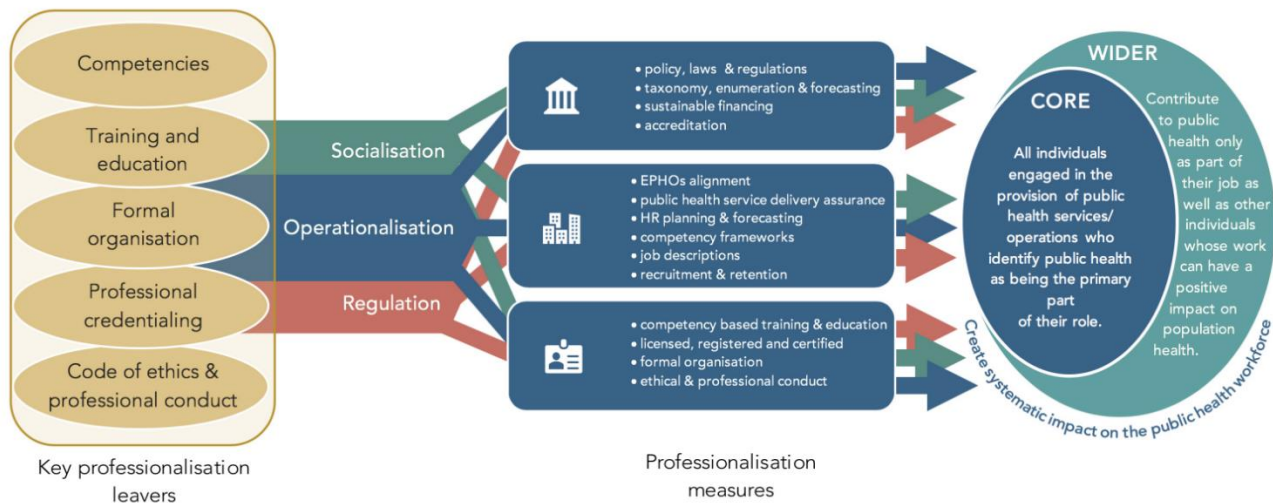 Competencies
Training and
education
Formal
organisation
Professional
credentialing
Code of ethics &
professional conduct
Key professionalisation
leavers
Socialisation
Operationalisation
Regulation
• policy, laws & regulations
• taxonomy, enumeration & forecasting
• sustainable financing
• accreditation
• EPHOs alignment
• public health service delivery assurance
• HR planning & forecasting
• competency frameworks
• job descriptions
• recruitment & retention
• competency based training & education
• licensed, registered and certified
• formal organisation
• ethical & professional conduct
Professionalisation
measures
CORE
All individuals
engaged in the
provision of public
health services/
operations who
identify public health
as being the primary
part
of their role.
WIDER
Contribute
to public
health only
as part of
their job as
well as other
individuals
whose work
can have a
positive
impact on
population
health.
Create systematic impact on the public health workforce